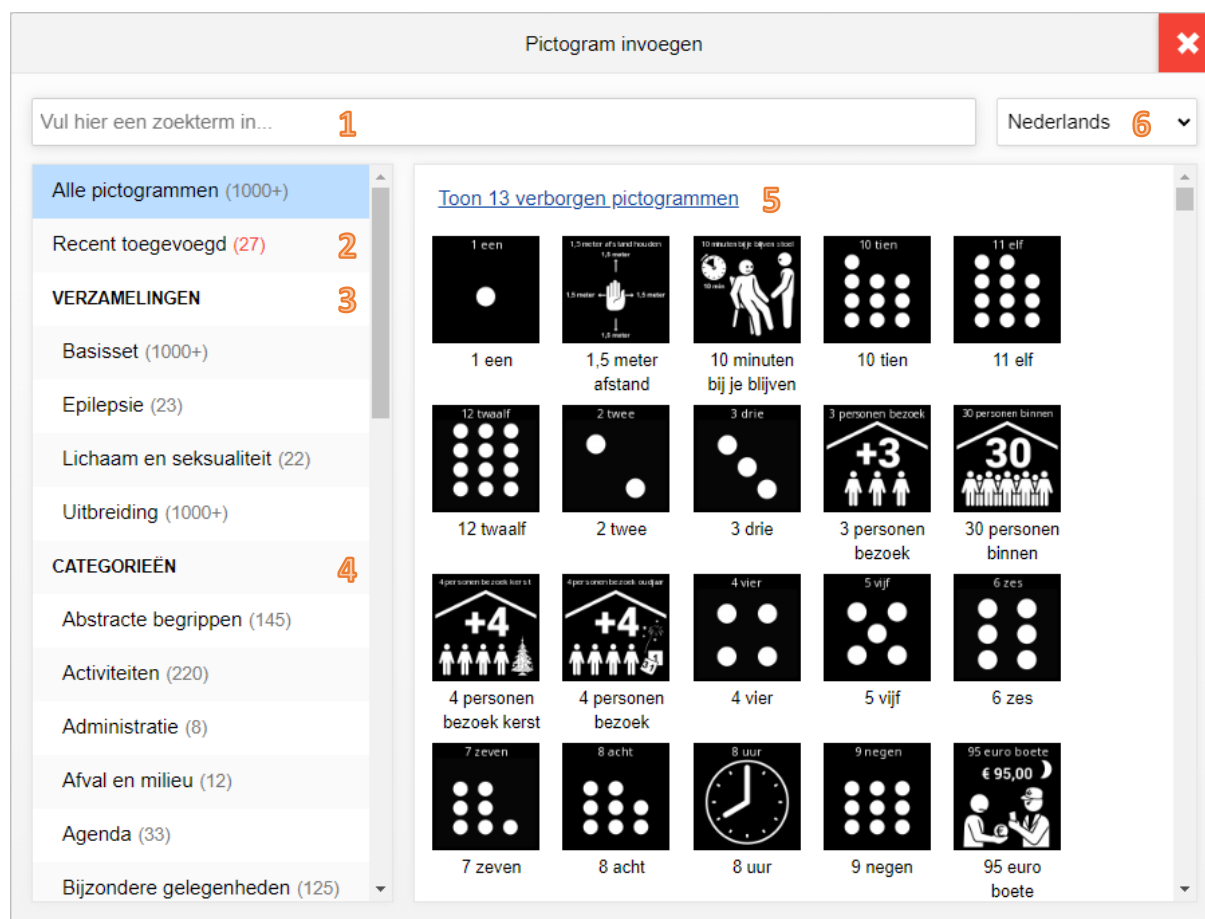 Pictogram invoegen
Vul hier een zoekterm in... 1
Nederlands 6
Alle pictogrammen (1000+)
Recent toegevoegd (27) 2
VERZAMELINGEN 3
Basisset (1000+)
Epilepsie (23)
Lichaam en seksualiteit (22)
Uitbreiding (1000+)
CATEGORIEËN 4
Abstracte begrippen (145)
Activiteiten (220)
Administratie (8)
Afval en milieu (12)
Agenda (33)
Bijzondere gelegenheden (125)
Toon 13 verborgen pictogrammen 5
1 een
1 een
1,5 meter afstand houden
1,5 meter
1,5 meter 1,5 meter
1,5 meter
1,5 meter
afstand
10 minuten bij je blijven stoel
10 min
10 minuten
bij je blijven
10 tien
10 tien
11 elf
11 elf
12 twaalf
12 twaalf
2 twee
2 twee
3 drie
3 drie
3 personen bezoek
+3
3 personen
bezoek
30 personen binnen
30
30 personen
binnen
4 personen bezoek kerst
+4
4 personen
bezoek kerst
4 personen bezoek oudjaar
+4
4 personen
bezoek
4 vier
4 vier
5 vijf
5 vijf
6 zes
6 zes
7 zeven
7 zeven
8 acht
8 acht
8 uur
8 uur
9 negen
9 negen
95 euro boete
€ 95,00
95 euro
boete